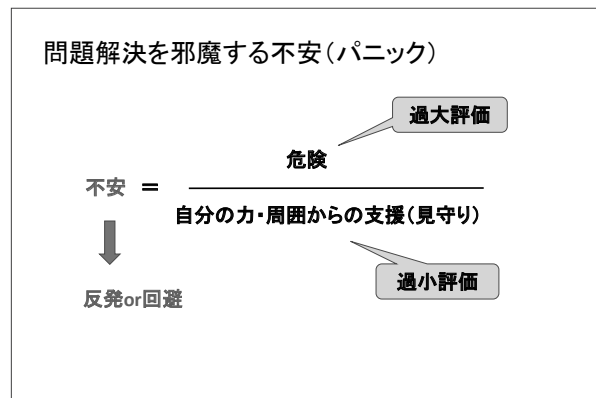 問題解決を邪魔する不安(パニック)
過大評価
危険
不安 =
自分の力・周囲からの支援(見守り)
過小評価
反発or回避